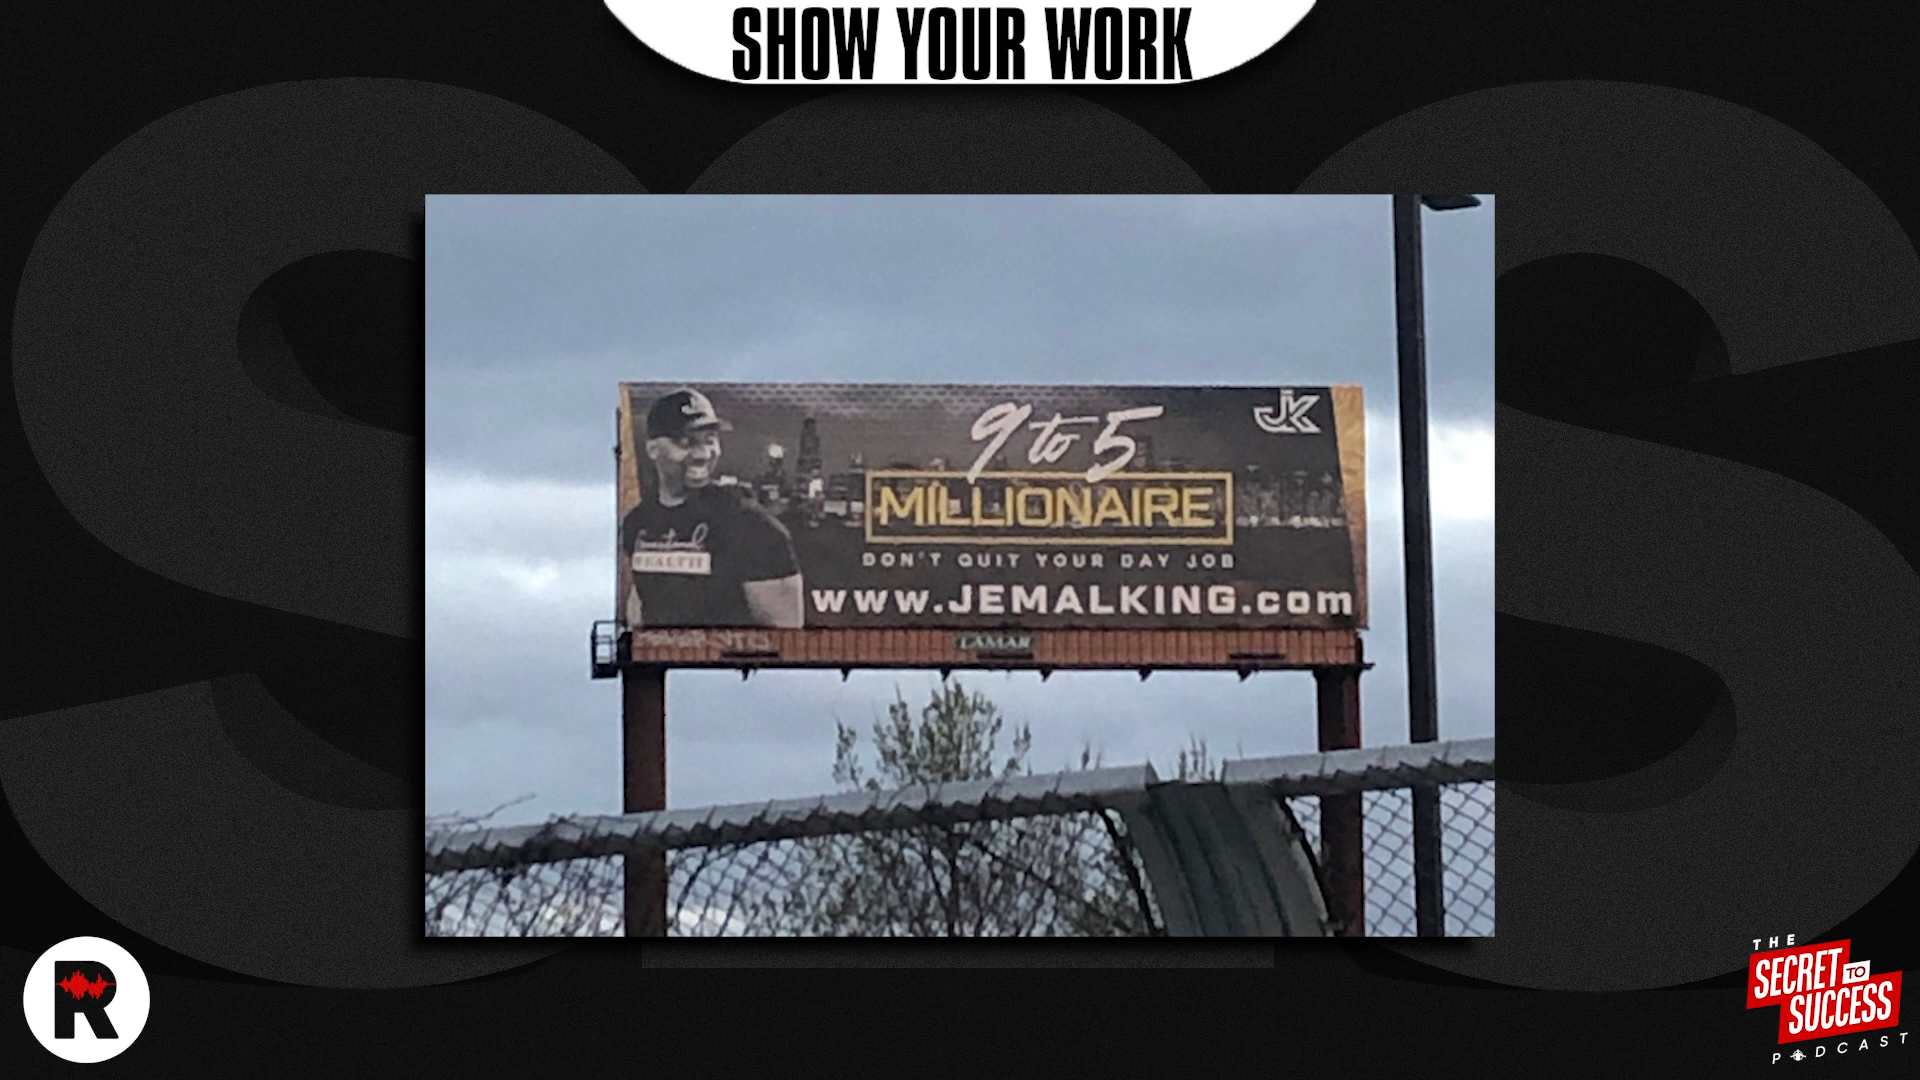 SHOW YOUR WORK
9 to 5
JK
MILLIONAIRE
DON'T QUIT YOUR DAY JOB
www.JEMALKING.com
LAMAR
R
THE
SECRET TO
SUCCESS
PODCAST